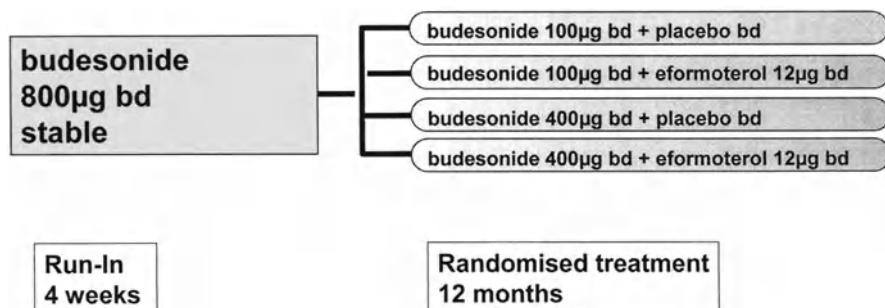 budesonide
800µg bd
stable
budesonide 100µg bd + placebo bd
budesonide 100µg bd + eformoterol 12µg bd
budesonide 400µg bd + placebo bd
budesonide 400µg bd + eformoterol 12µg bd
Run-In
4 weeks
Randomised treatment
12 months